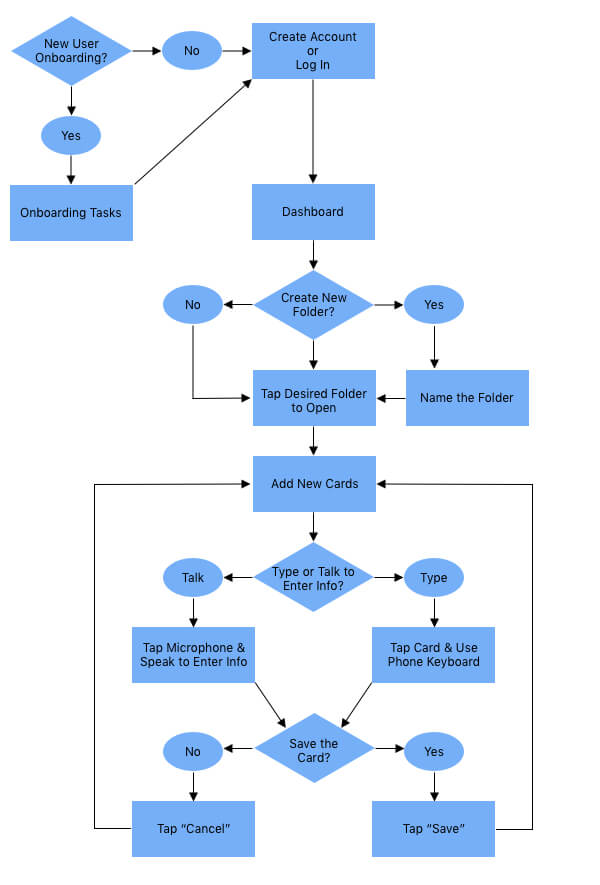 New User
Onboarding?
No
Create Account
or
Log In
Yes
Onboarding Tasks
Dashboard
No
Create New
Folder?
Yes
Tap Desired Folder
to Open
Name the Folder
Add New Cards
Talk
Type or Talk to
Enter Info?
Type
Tap Microphone &
Speak to Enter Info
Tap Card & Use
Phone Keyboard
No
Save the
Card?
Yes
Tap “Cancel”
Tap “Save”